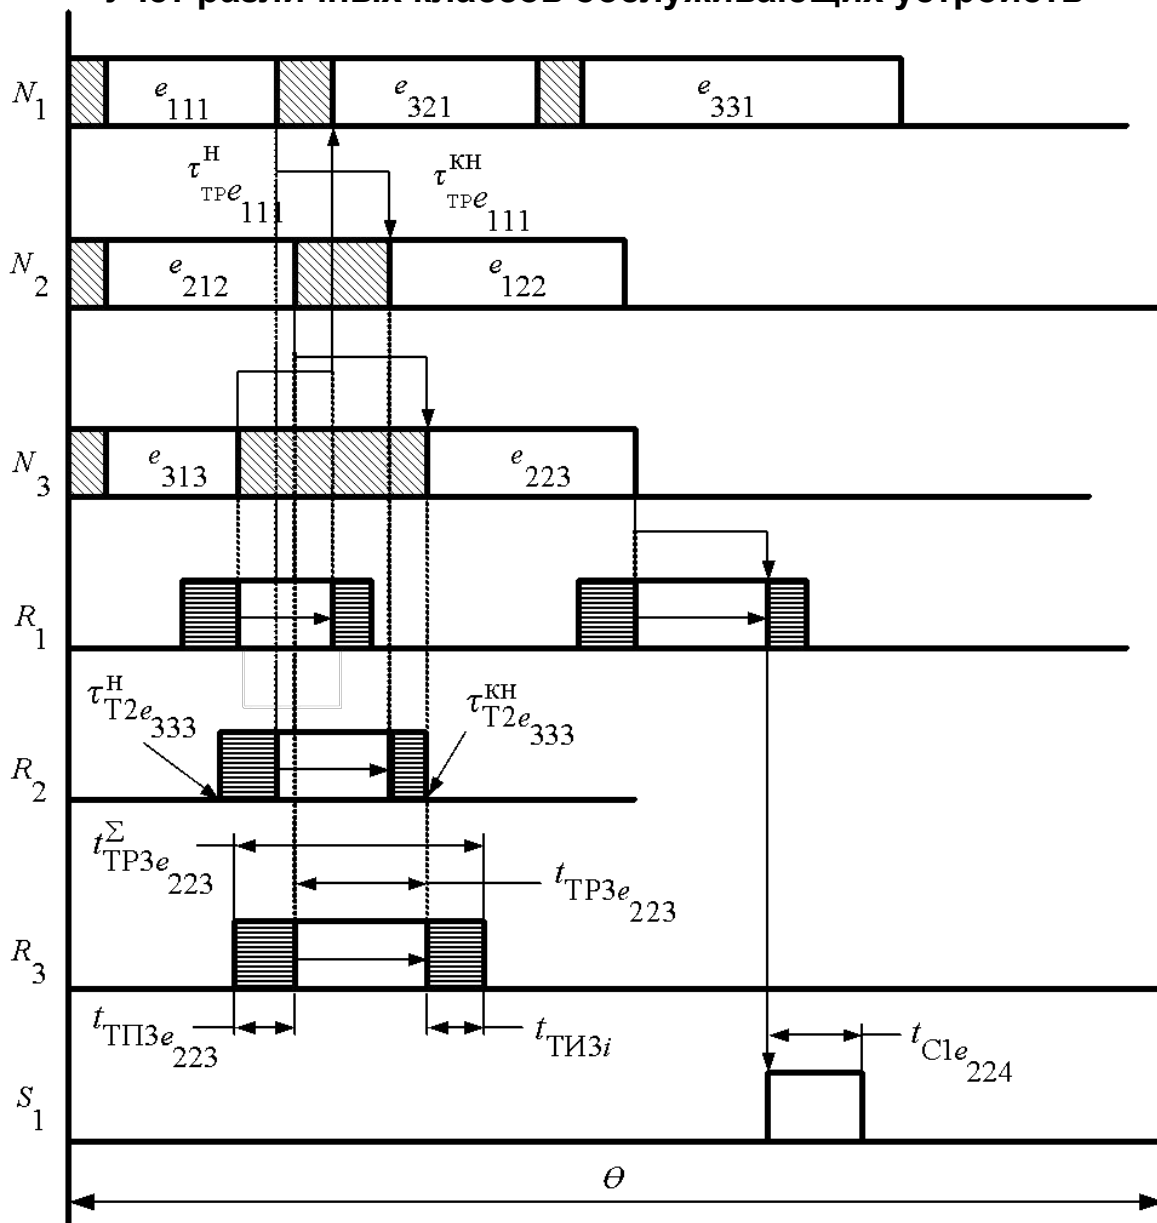 Учет различных классов обслуживающих устройств
N1 e111 e321 e331
τ^Н_ТРe111 τ^КН_ТРe111
N2 e212 e122
N3 e313 e223
R1
τ^Н_Т2e333 τ^КН_Т2e333
R2
t^Σ_ТР3e223 t_ТР3e223
R3
t_ТП3e223 t_ТИ3i t_С1e224
S1
Θ